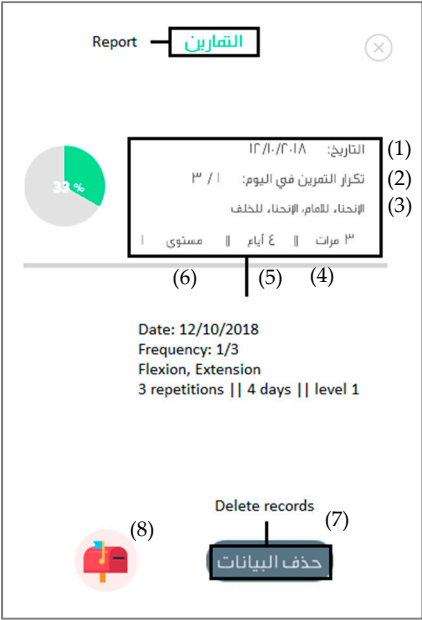 Report
التمارين
33 %
التاريخ: ١٢/١٠/٢٠١٨ (1)
تكرار التمرين في اليوم: ١ / ٣ (2)
الإنحناء للامام، الإنحناء للخلف (3)
٣ مرات || ٤ أيام || مستوى ١
(6) (5) (4)
Date: 12/10/2018
Frequency: 1/3
Flexion, Extension
3 repetitions || 4 days || level 1
Delete records
(7)
(8)
حذف البيانات